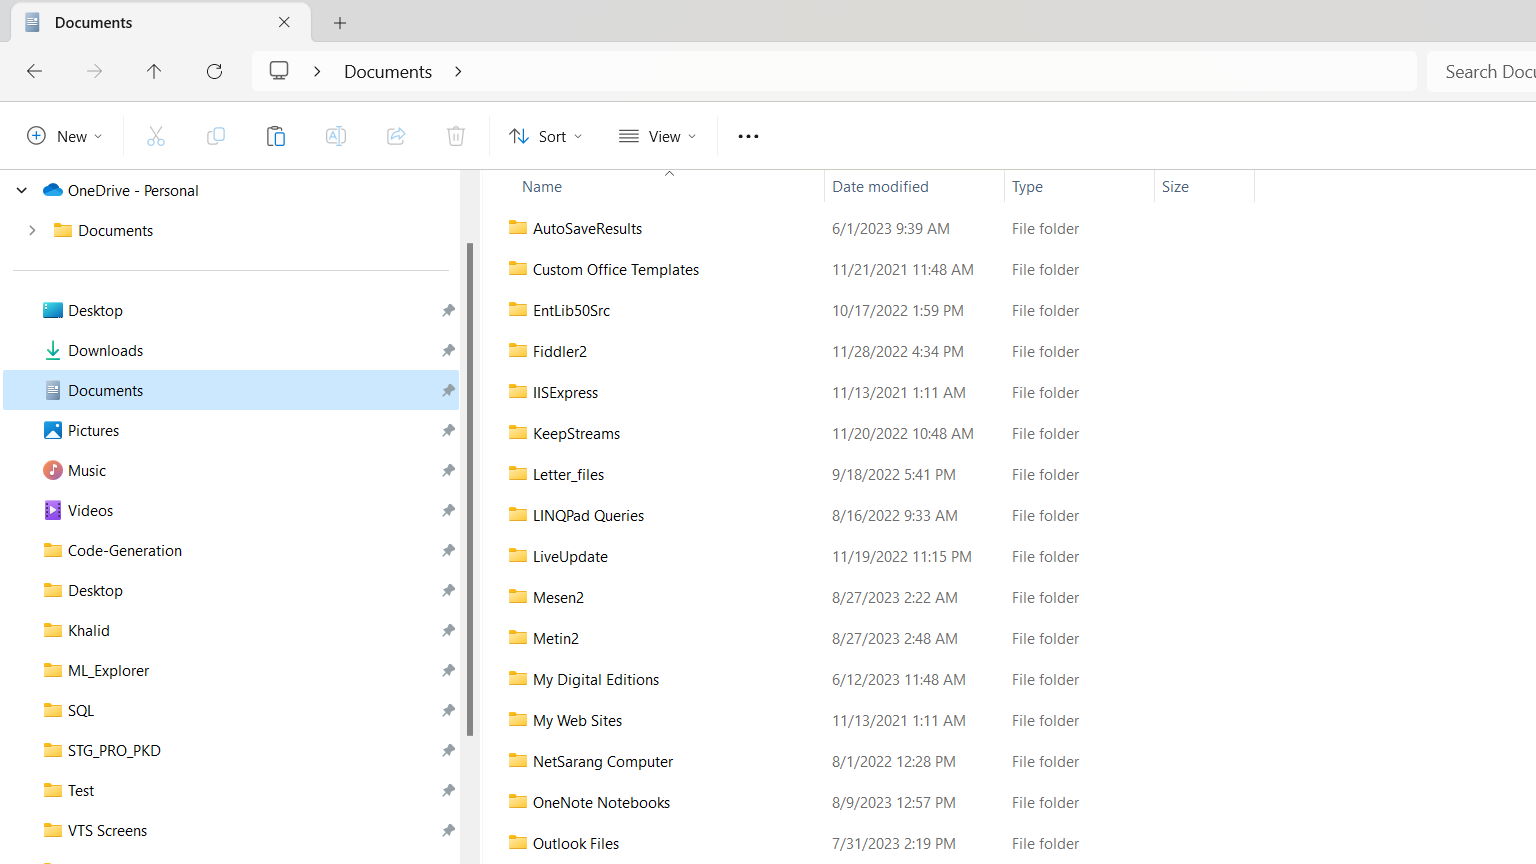 Documents
Documents
Search Docu
New
Sort
View
OneDrive - Personal
Documents
Desktop
Downloads
Documents
Pictures
Music
Videos
Code-Generation
Desktop
Khalid
ML_Explorer
SQL
STG_PRO_PKD
Test
VTS Screens
Name Date modified Type Size
AutoSaveResults 6/1/2023 9:39 AM File folder
Custom Office Templates 11/21/2021 11:48 AM File folder
EntLib50Src 10/17/2022 1:59 PM File folder
Fiddler2 11/28/2022 4:34 PM File folder
IISExpress 11/13/2021 1:11 AM File folder
KeepStreams 11/20/2022 10:48 AM File folder
Letter_files 9/18/2022 5:41 PM File folder
LINQPad Queries 8/16/2022 9:33 AM File folder
LiveUpdate 11/19/2022 11:15 PM File folder
Mesen2 8/27/2023 2:22 AM File folder
Metin2 8/27/2023 2:48 AM File folder
My Digital Editions 6/12/2023 11:48 AM File folder
My Web Sites 11/13/2021 1:11 AM File folder
NetSarang Computer 8/1/2022 12:28 PM File folder
OneNote Notebooks 8/9/2023 12:57 PM File folder
Outlook Files 7/31/2023 2:19 PM File folder